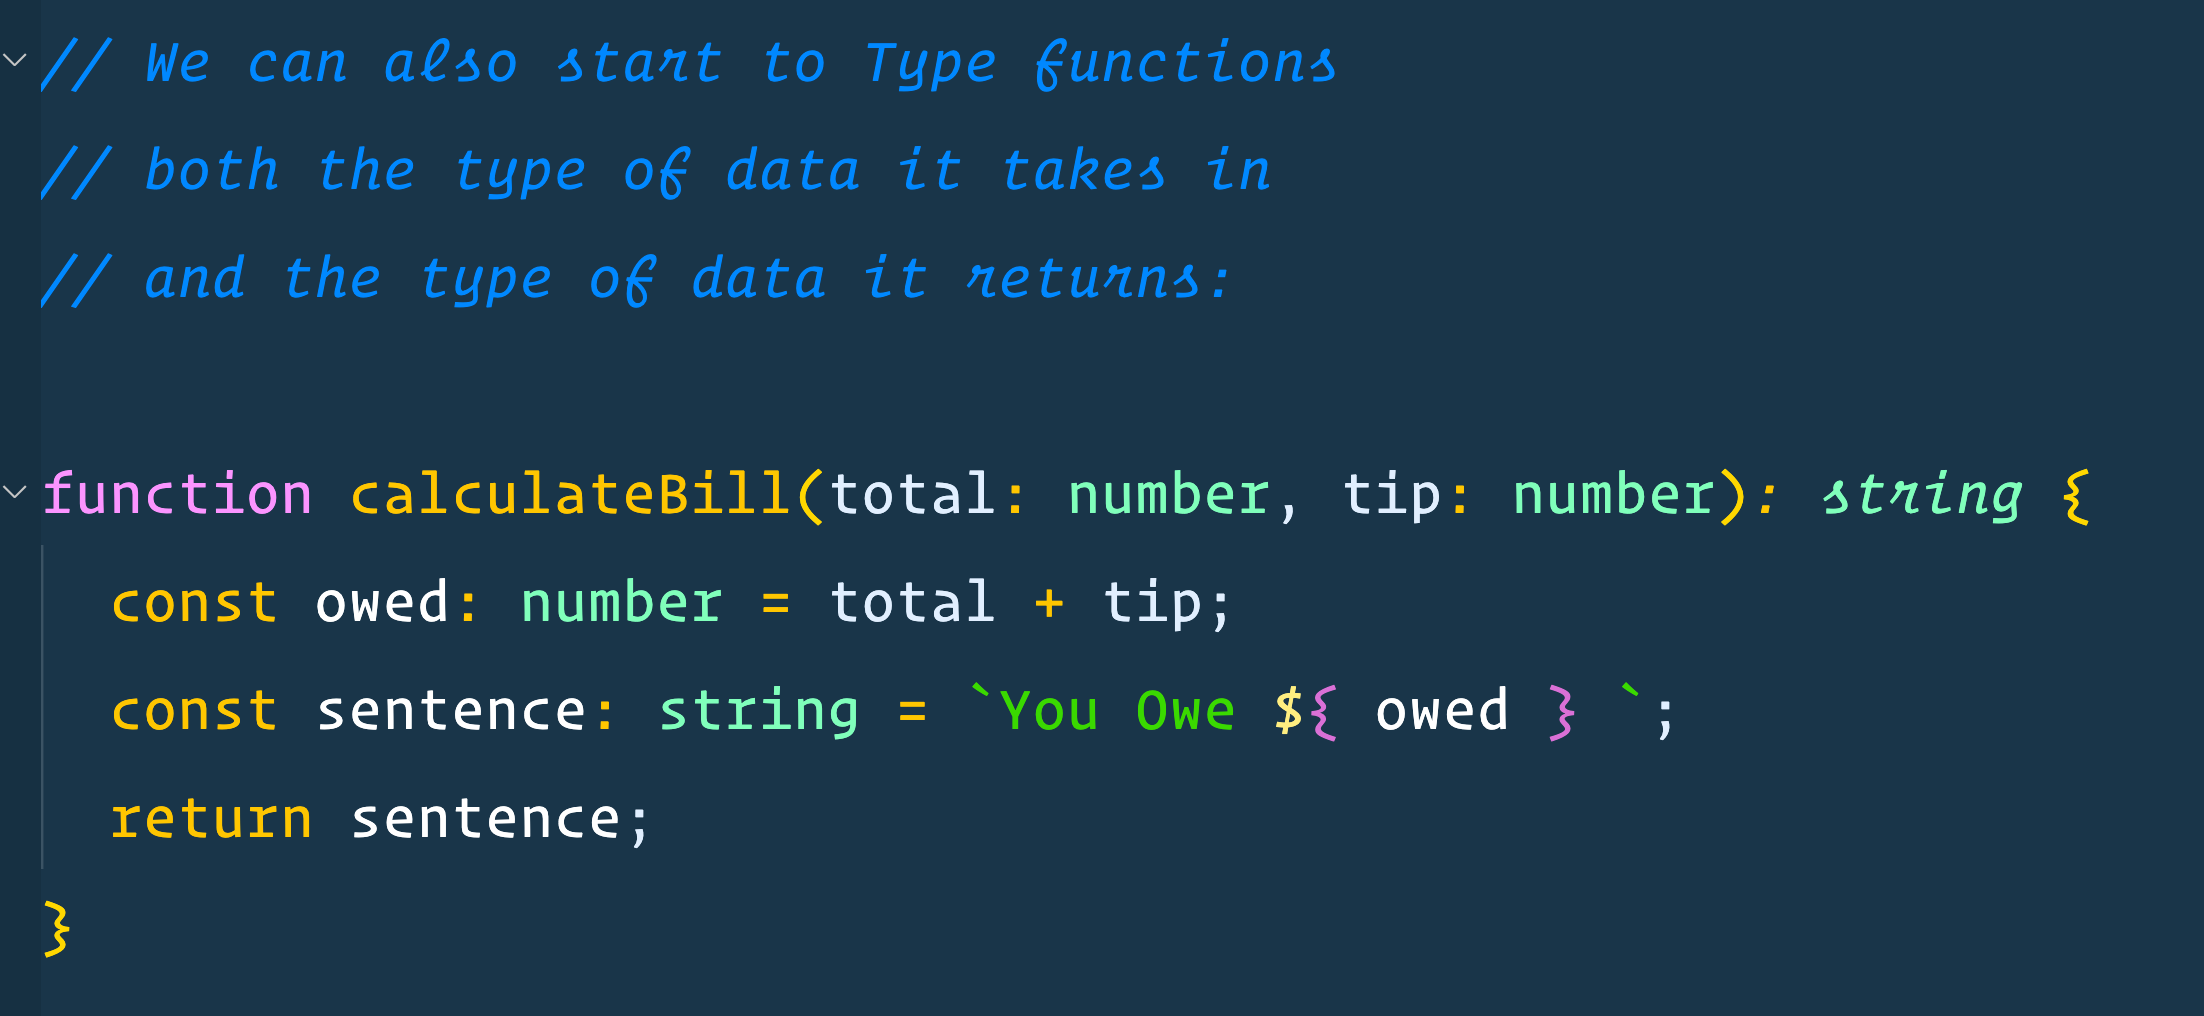 // We can also start to Type functions
// both the type of data it takes in
// and the type of data it returns:
function calculateBill(total: number, tip: number): string {
const owed: number = total + tip;
const sentence: string = `You Owe ${ owed } `;
return sentence;
}